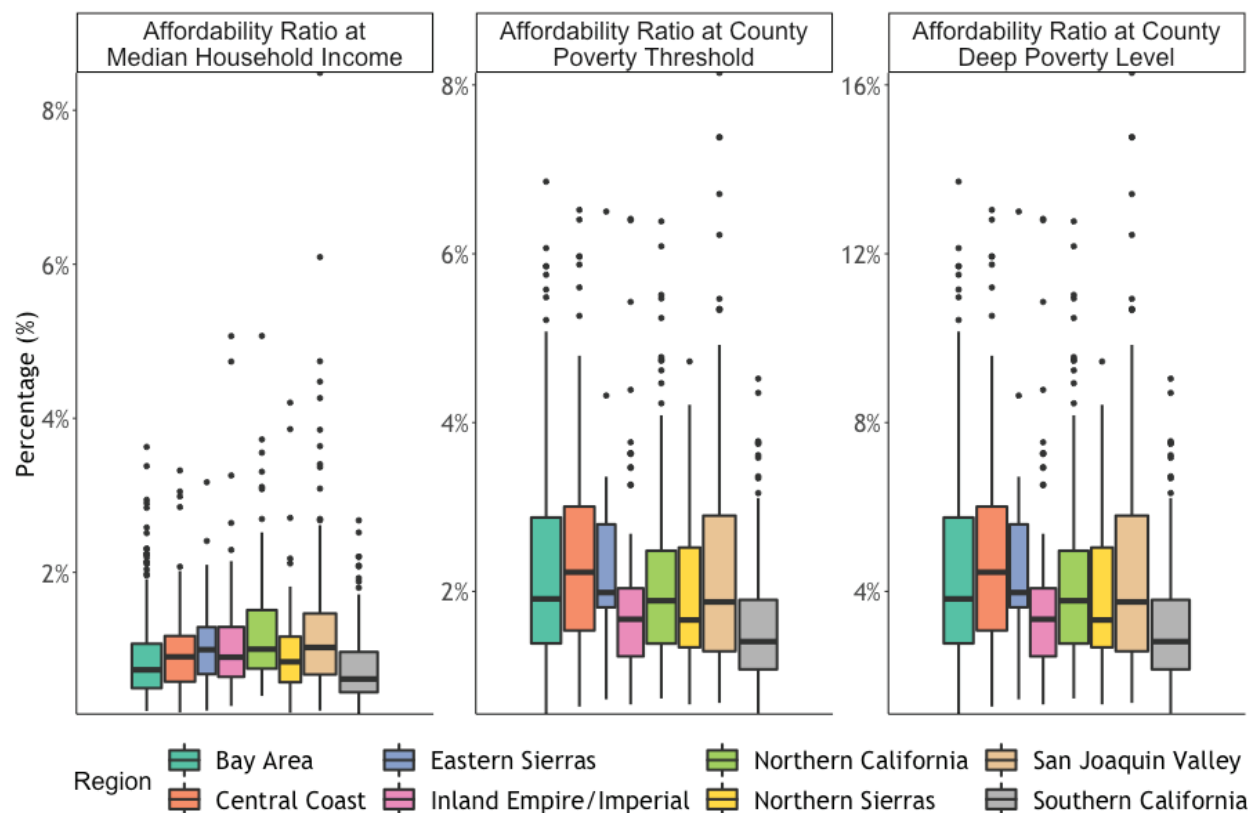 Affordability Ratio at
Median Household Income
Affordability Ratio at County
Poverty Threshold
Affordability Ratio at County
Deep Poverty Level
Percentage (%)
8%
6%
4%
2%
8%
6%
4%
2%
16%
12%
8%
4%
Region
Bay Area
Eastern Sierras
Northern California
San Joaquin Valley
Central Coast
Inland Empire/Imperial
Northern Sierras
Southern California